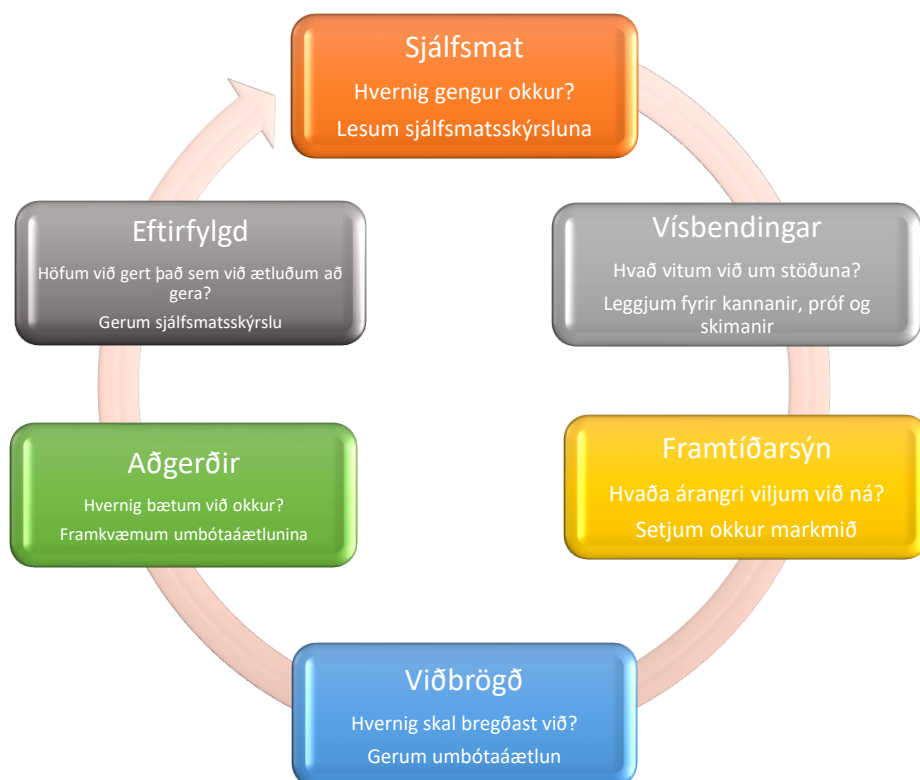 Sjálfsmat
Hvernig gengur okkur?
Lesum sjálfsmatsskýrsluna
Vísbendingar
Hvað vitum við um stöðuna?
Leggjum fyrir kannanir, próf og
skimanir
Framtíðarsýn
Hvaða árangri viljum við ná?
Setjum okkur markmið
Viðbrögð
Hvernig skal bregðast við?
Gerum umbótaáætlun
Aðgerðir
Hvernig bætum við okkur?
Framkvæmum umbótaáætlunina
Eftirfylgd
Höfum við gert það sem við ætluðum að
gera?
Gerum sjálfsmatsskýrslu